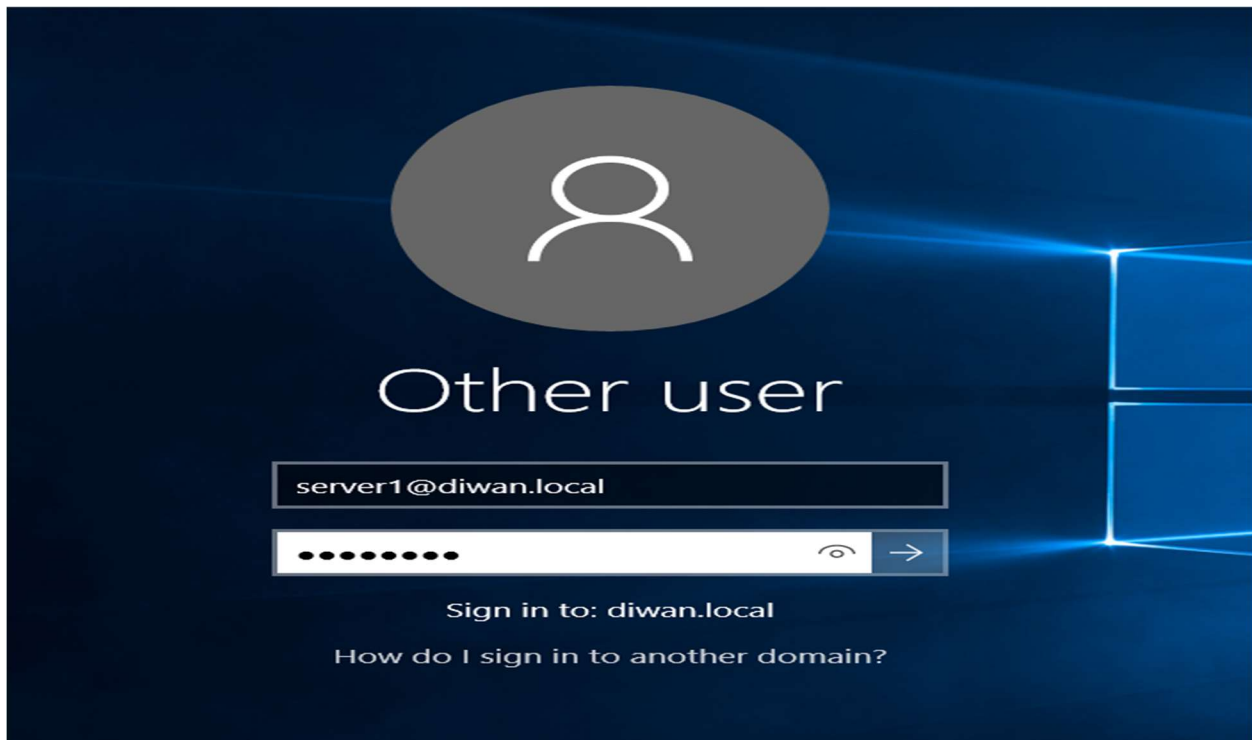 Other user
server1@diwan.local
Sign in to: diwan.local
How do I sign in to another domain?